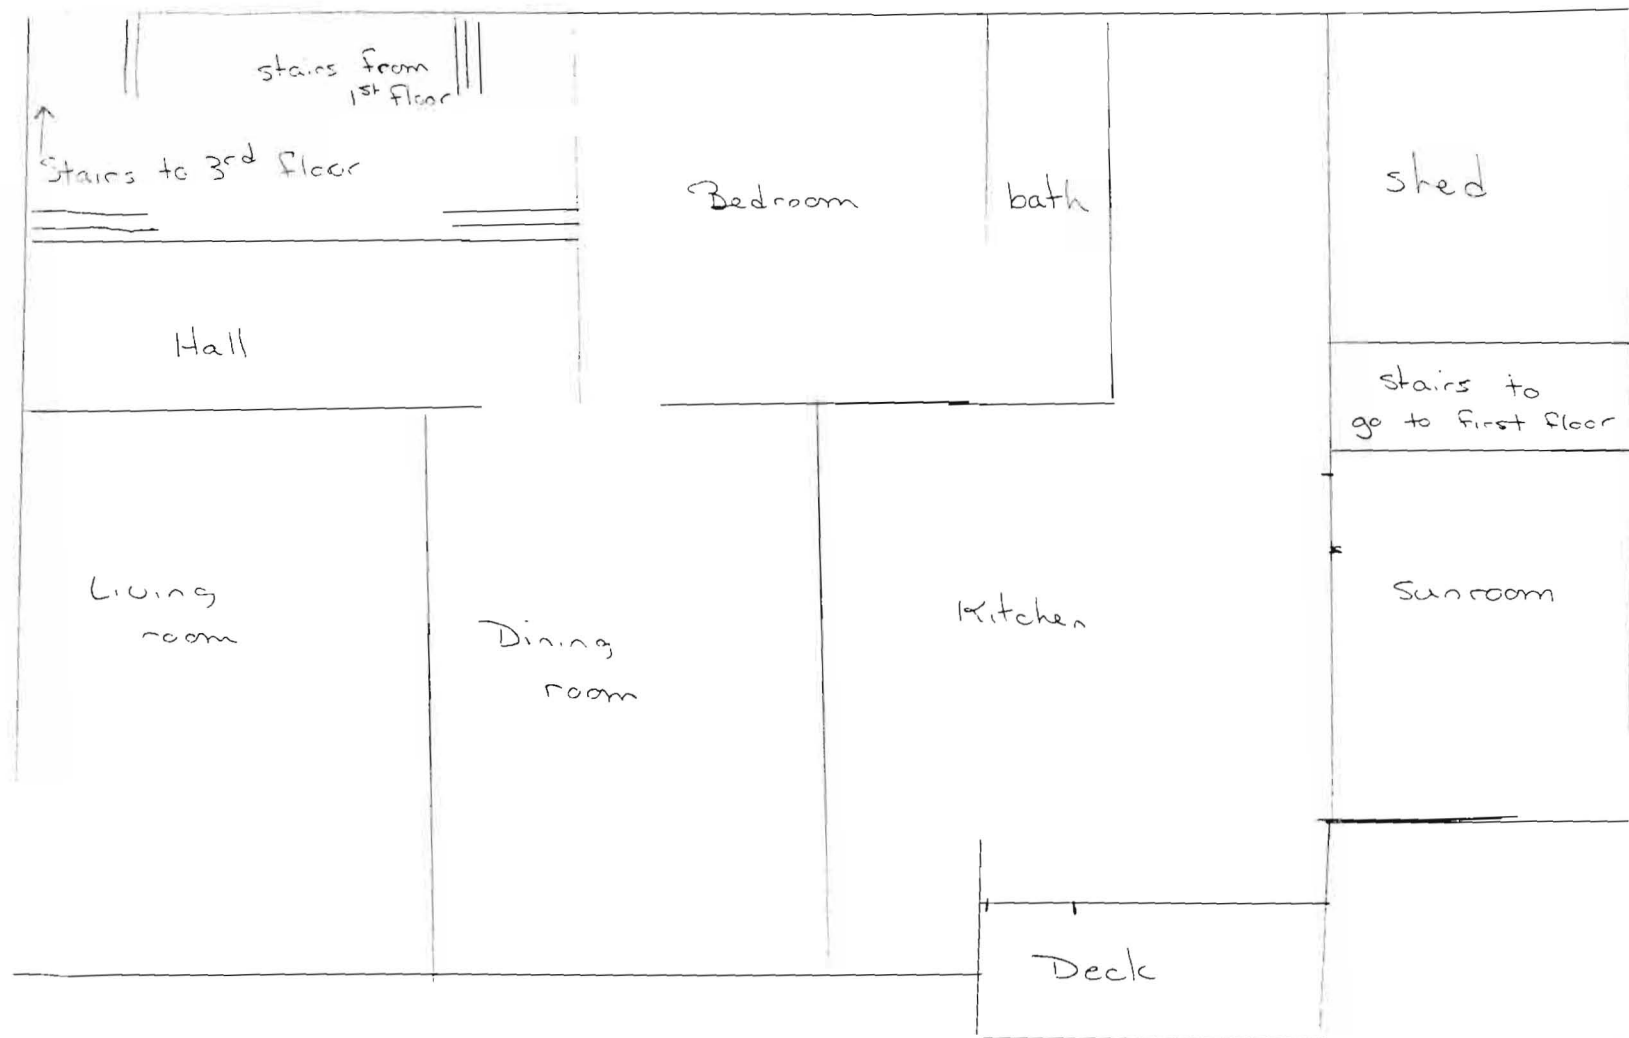 stairs from
1st floor
Stairs to 3rd floor
Bedroom
bath
shed
Hall
stairs to
go to first floor
Living
room
Dining
room
Kitchen
Sunroom
Deck